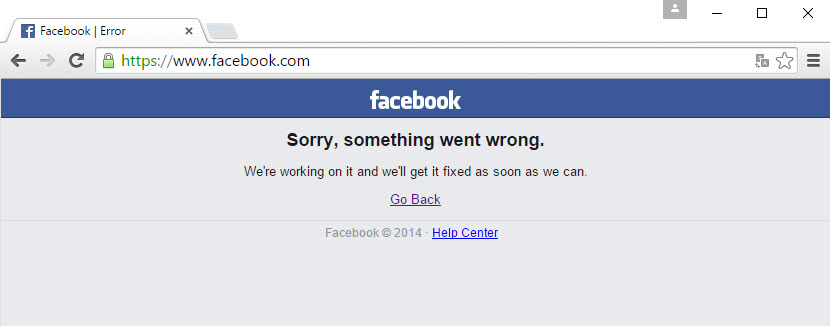 Facebook | Error
https://www.facebook.com
facebook
Sorry, something went wrong.
We're working on it and we'll get it fixed as soon as we can.
Go Back
Facebook © 2014 · Help Center